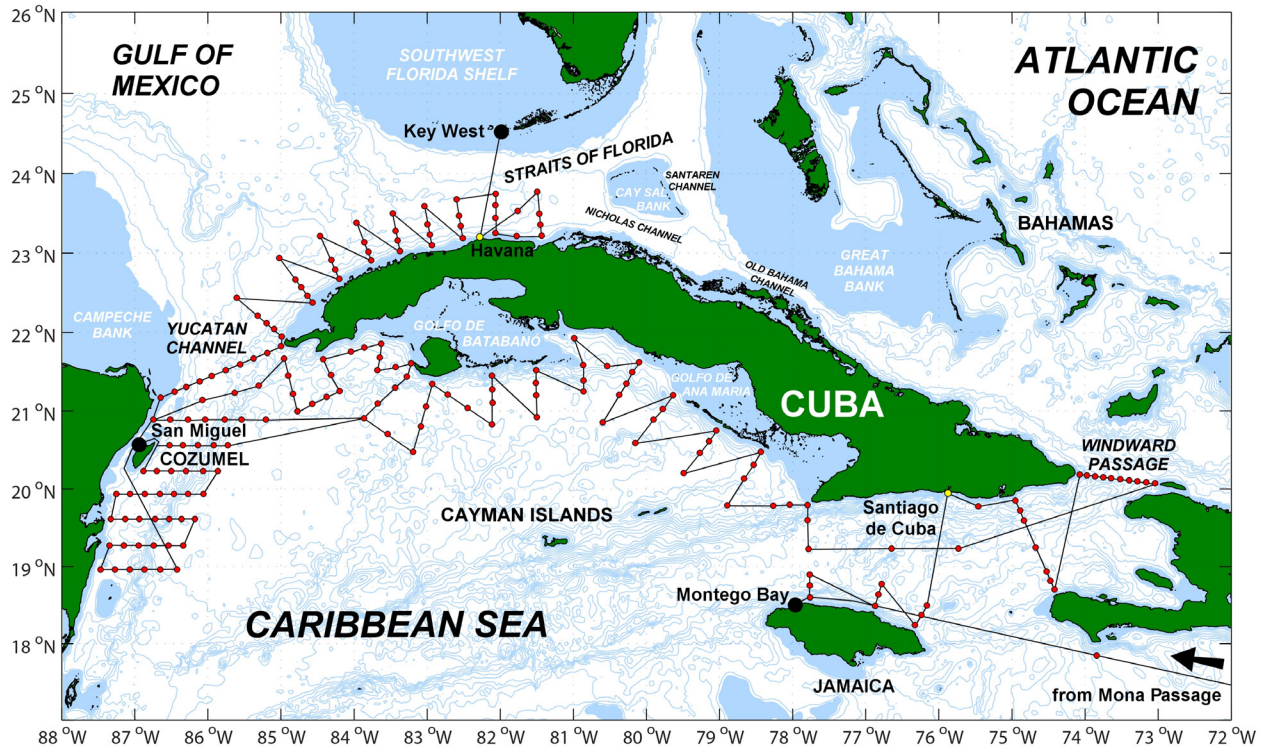 26°N
GULF OF
MEXICO
SOUTHWEST
FLORIDA SHELF
ATLANTIC
OCEAN
25°N
Key West
STRAITS OF FLORIDA
24°N
SANTAREN
CHANNEL
CAY SAL
BANK
NICHOLAS CHANNEL
BAHAMAS
23°N
Havana
OLD BAHAMA
CHANNEL
GREAT
BAHAMA
BANK
CAMPECHE
BANK
YUCATAN
CHANNEL
22°N
GOLFO DE
BATABANO
GOLFO DE
ANA MARIA
CUBA
21°N
San Miguel
COZUMEL
WINDWARD
PASSAGE
20°N
CAYMAN ISLANDS
Santiago
de Cuba
19°N
Montego Bay
CARIBBEAN SEA
18°N
JAMAICA
from Mona Passage
88°W 87°W 86°W 85°W 84°W 83°W 82°W 81°W 80°W 79°W 78°W 77°W 76°W 75°W 74°W 73°W 72°W